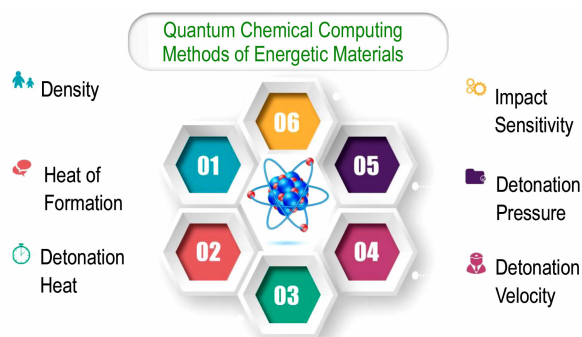 Quantum Chemical Computing
Methods of Energetic Materials
Density
Heat of
Formation
Detonation
Heat
01
02
03
04
05
06
Impact
Sensitivity
Detonation
Pressure
Detonation
Velocity